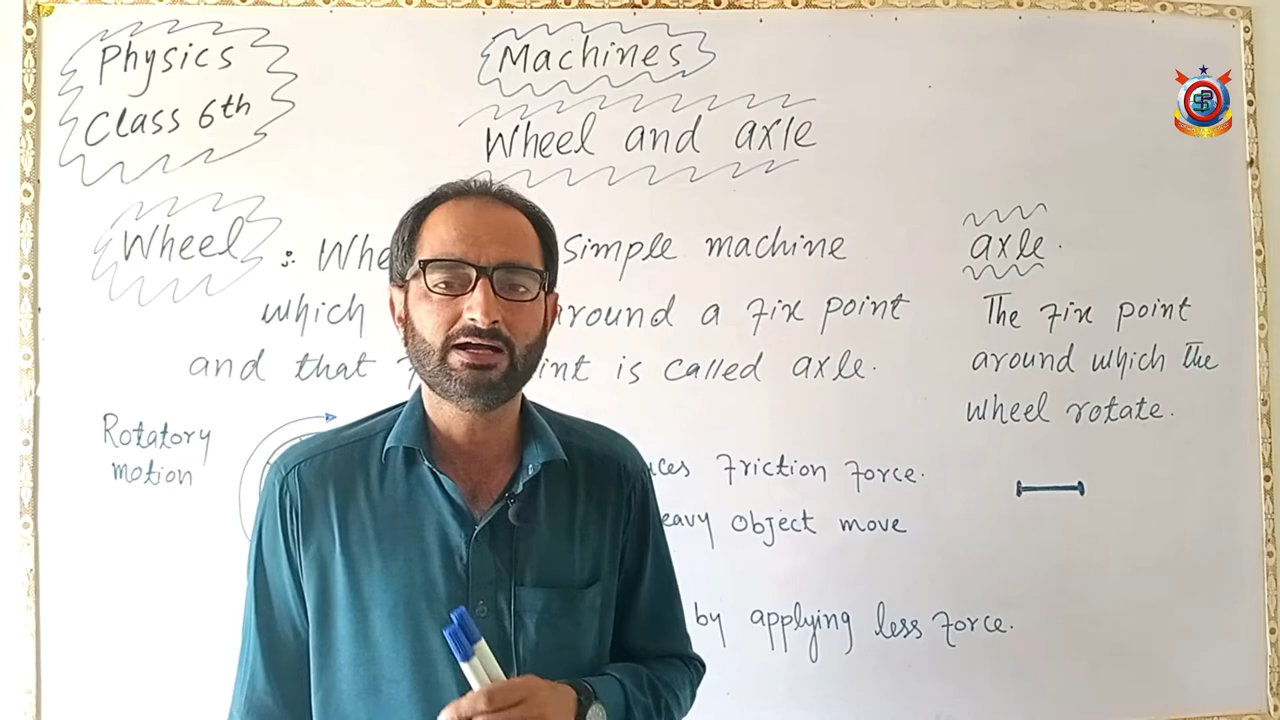 Physics
Class 6th
Machines
Wheel and axle
Wheel : Whe simple machine
which around a fix point
and that int is called axle.
Rotatory
motion
uces friction force.
eavy object move
by applying less force.
axle.
The fix point
around which the
wheel rotate.